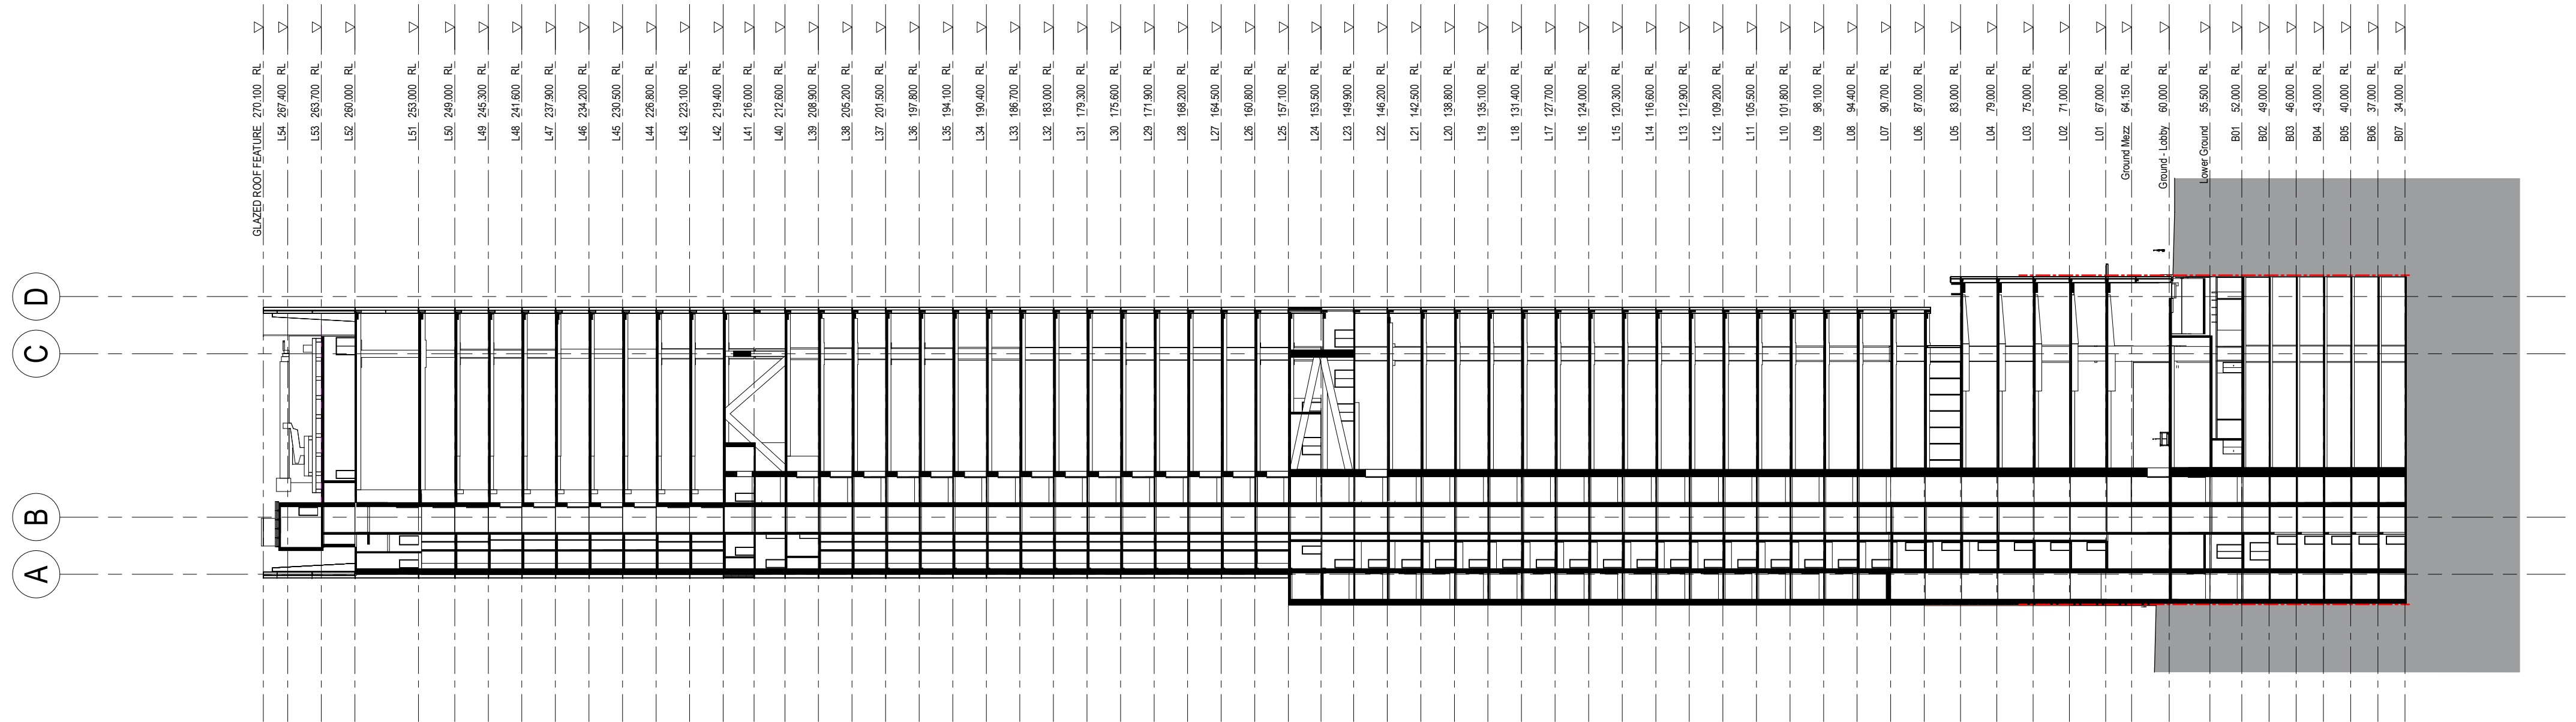 GLAZED ROOF FEATURE 270.100 RL
L54 267.400 RL
L53 263.700 RL
L52 260.000 RL
L51 253.000 RL
L50 249.000 RL
L49 245.300 RL
L48 241.600 RL
L47 237.900 RL
L46 234.200 RL
L45 230.500 RL
L44 226.800 RL
L43 223.100 RL
L42 219.400 RL
L41 216.000 RL
L40 212.600 RL
L39 208.900 RL
L38 205.200 RL
L37 201.500 RL
L36 197.800 RL
L35 194.100 RL
L34 190.400 RL
L33 186.700 RL
L32 183.000 RL
L31 179.300 RL
L30 175.600 RL
L29 171.900 RL
L28 168.200 RL
L27 164.500 RL
L26 160.800 RL
L25 157.100 RL
L24 153.500 RL
L23 149.900 RL
L22 146.200 RL
L21 142.500 RL
L20 138.800 RL
L19 135.100 RL
L18 131.400 RL
L17 127.700 RL
L16 124.000 RL
L15 120.300 RL
L14 116.600 RL
L13 112.900 RL
L12 109.200 RL
L11 105.500 RL
L10 101.800 RL
L09 98.100 RL
L08 94.400 RL
L07 90.700 RL
L06 87.000 RL
L05 83.000 RL
L04 79.000 RL
L03 75.000 RL
L02 71.000 RL
L01 67.000 RL
Ground Mezz 64.150 RL
Ground - Lobby 60.000 RL
Lower Ground 55.500 RL
B01 52.000 RL
B02 49.000 RL
B03 46.000 RL
B04 43.000 RL
B05 40.000 RL
B06 37.000 RL
B07 34.000 RL
A
B
C
D